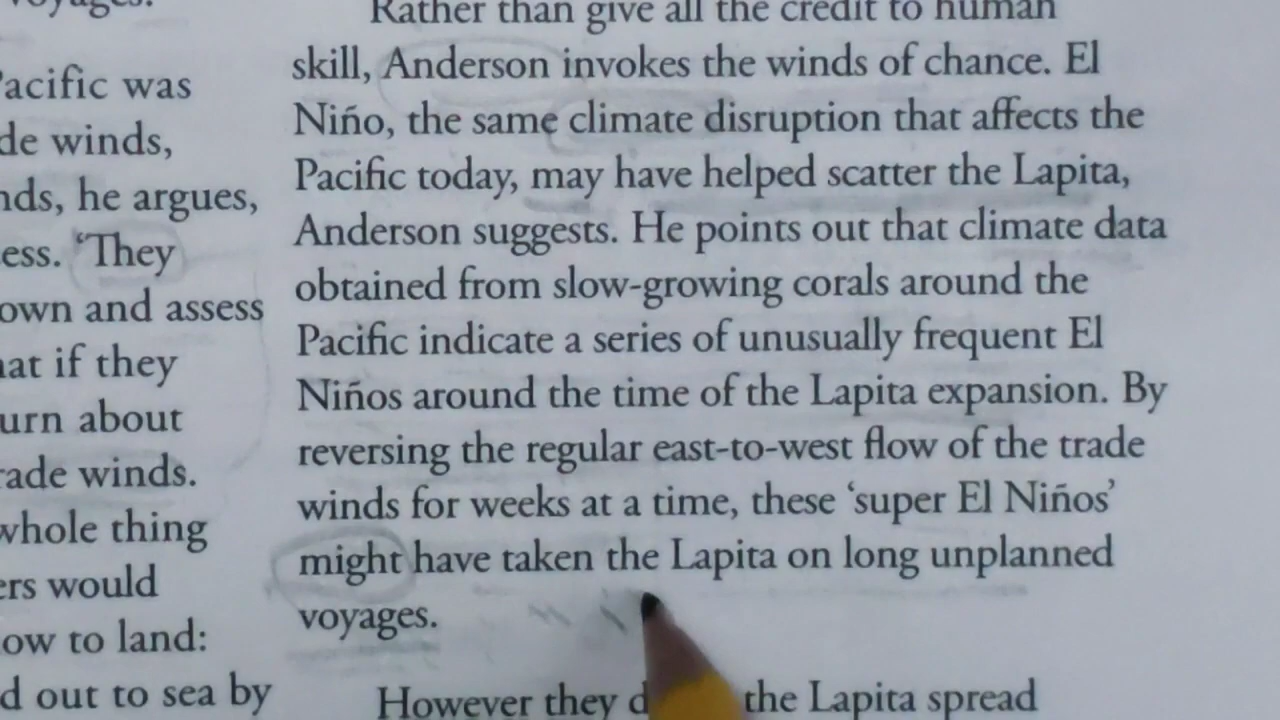 voyages.
Pacific was
de winds,
nds, he argues,
ess. ‘They
own and assess
hat if they
urn about
rade winds.
whole thing
ers would
ow to land:
d out to sea by
Rather than give all the credit to human
skill, Anderson invokes the winds of chance. El
Niño, the same climate disruption that affects the
Pacific today, may have helped scatter the Lapita,
Anderson suggests. He points out that climate data
obtained from slow-growing corals around the
Pacific indicate a series of unusually frequent El
Niños around the time of the Lapita expansion. By
reversing the regular east-to-west flow of the trade
winds for weeks at a time, these ‘super El Niños’
might have taken the Lapita on long unplanned
voyages.
However they d the Lapita spread